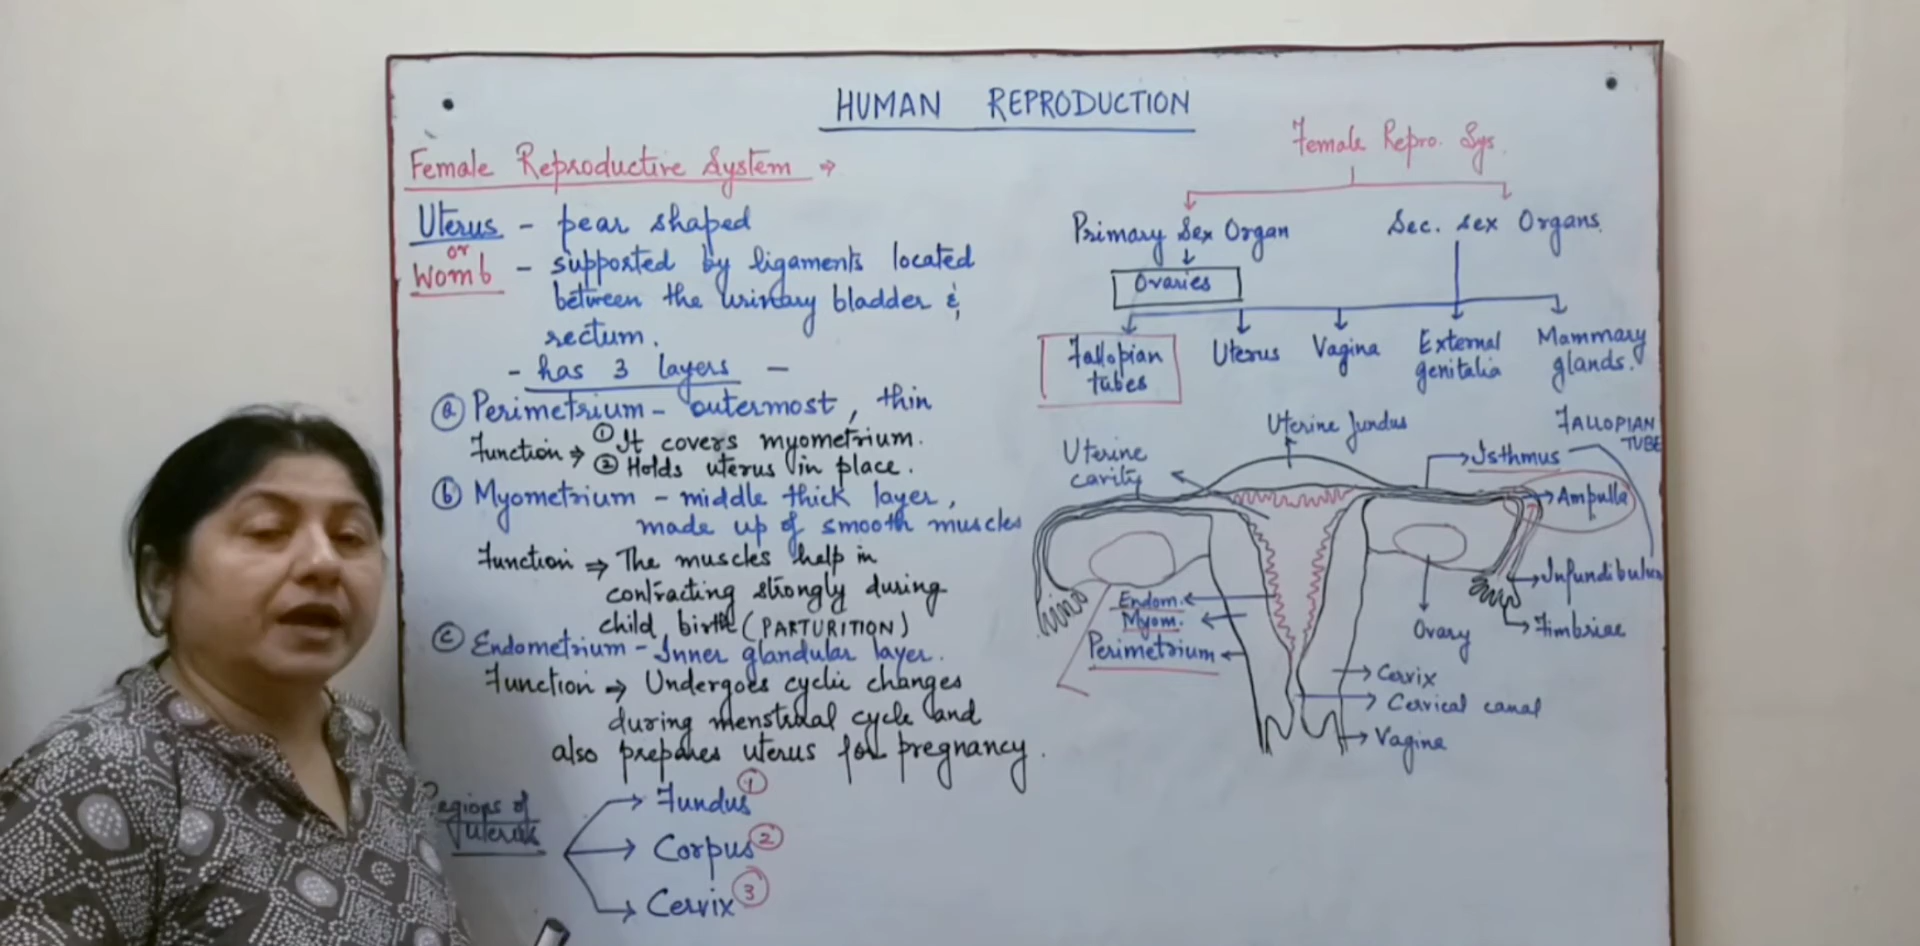 HUMAN REPRODUCTION
Female Reproductive System →
Uterus - pear shaped
or
Womb - supported by ligaments located
between the urinary bladder &
rectum.
- has 3 layers -
(a) Perimetrium - outermost, thin
Function → ① It covers myometrium.
② Holds uterus in place.
(b) Myometrium - middle thick layer,
made up of smooth muscles
Function ⇒ The muscles help in
contracting strongly during
child birth (PARTURITION)
(c) Endometrium - Inner glandular layer.
Function → Undergoes cyclic changes
during menstrual cycle and
also prepares uterus for pregnancy.
Regions of
uterus
Fundus ①
Corpus ②
Cervix ③
Female Repro. Sys.
Primary Sex Organ
Sec. sex Organs.
Ovaries
Fallopian
tubes
Uterus
Vagina
External
genitalia
Mammary
glands.
Uterine fundus
Uterine
cavity
FALLOPIAN
TUBE
Isthmus
Ampulla
Infundibulum
Fimbriae
Ovary
Endom.
Myom.
Perimetrium
Cervix
Cervical canal
Vagina